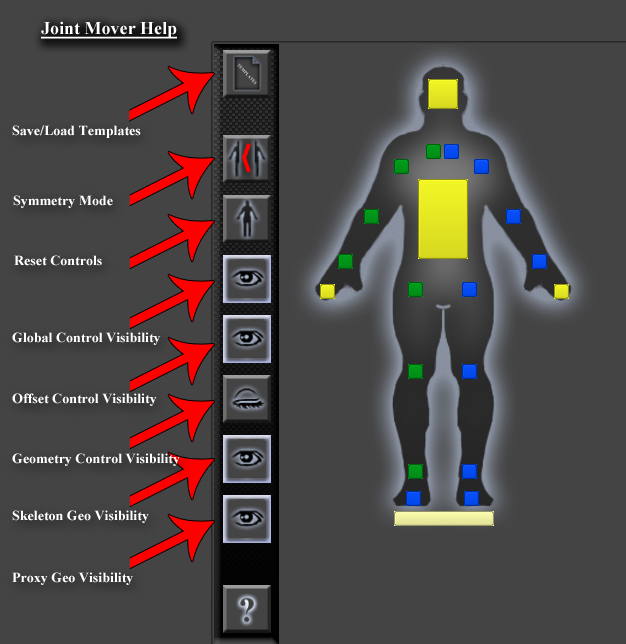 Joint Mover Help
TEMPLATES
Save/Load Templates
Symmetry Mode
Reset Controls
Global Control Visibility
Offset Control Visibility
Geometry Control Visibility
Skeleton Geo Visibility
Proxy Geo Visibility
?